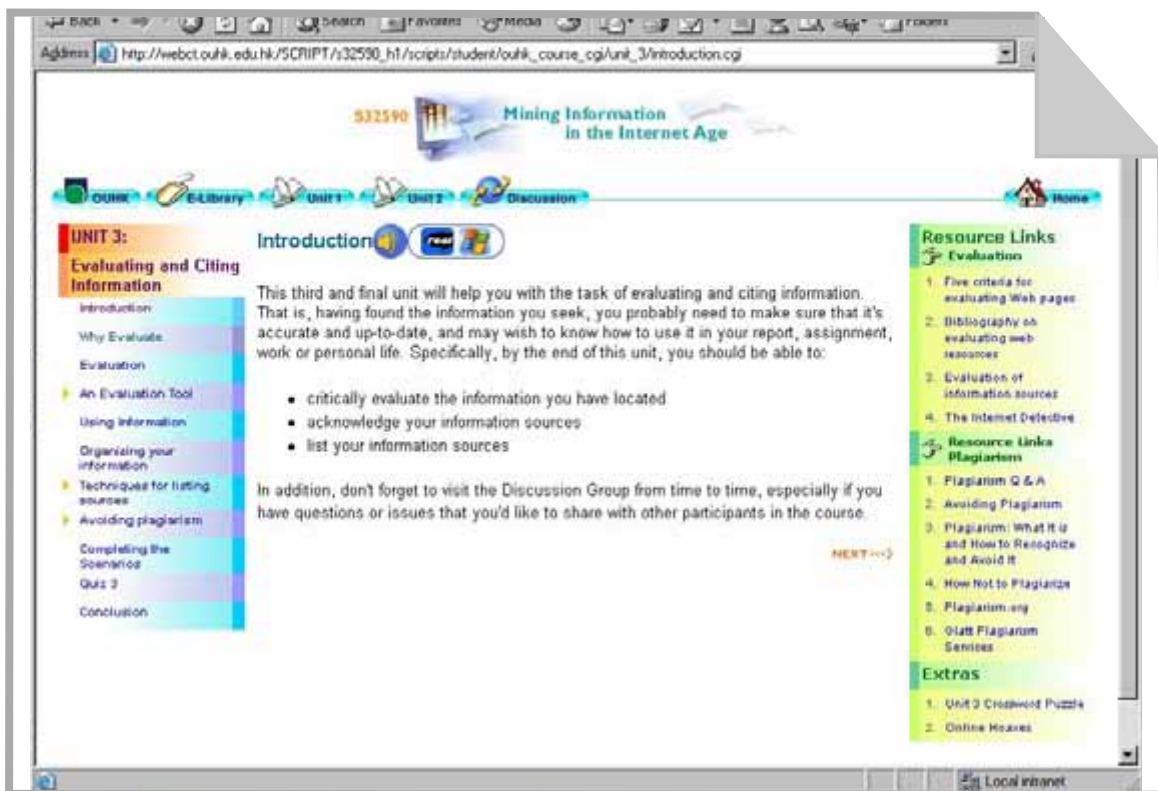 Back
Search Favorites Media
Folders
Address http://webct.ouhk.edu.hk/SCRIPT/s32590_h1/scripts/student/ouhk_course_cgi/unit_3/introduction.cgi
S32590 Mining Information
in the Internet Age
OUHK E-Library Unit 1 Unit 2 Discussion Home
UNIT 3:
Evaluating and Citing
Information
Introduction
Why Evaluate
Evaluation
An Evaluation Tool
Using Information
Organizing your
information
Techniques for listing
sources
Avoiding plagiarism
Completing the
Scenarios
Quiz 3
Conclusion
Introduction real
This third and final unit will help you with the task of evaluating and citing information.
That is, having found the information you seek, you probably need to make sure that it's
accurate and up-to-date, and may wish to know how to use it in your report, assignment,
work or personal life. Specifically, by the end of this unit, you should be able to:
• critically evaluate the information you have located
• acknowledge your information sources
• list your information sources
In addition, don't forget to visit the Discussion Group from time to time, especially if you
have questions or issues that you'd like to share with other participants in the course.
NEXT
Resource Links
Evaluation
1. Five criteria for
evaluating Web pages
2. Bibliography on
evaluating web
resources
3. Evaluation of
information sources
4. The Internet Detective
Resource Links
Plagiarism
1. Plagiarism Q & A
2. Avoiding Plagiarism
3. Plagiarism: What it is
and How to Recognize
and Avoid It
4. How Not to Plagiarize
5. Plagiarism.org
6. Glatt Plagiarism
Services
Extras
1. Unit 3 Crossword Puzzle
2. Online Hoaxes
Local intranet